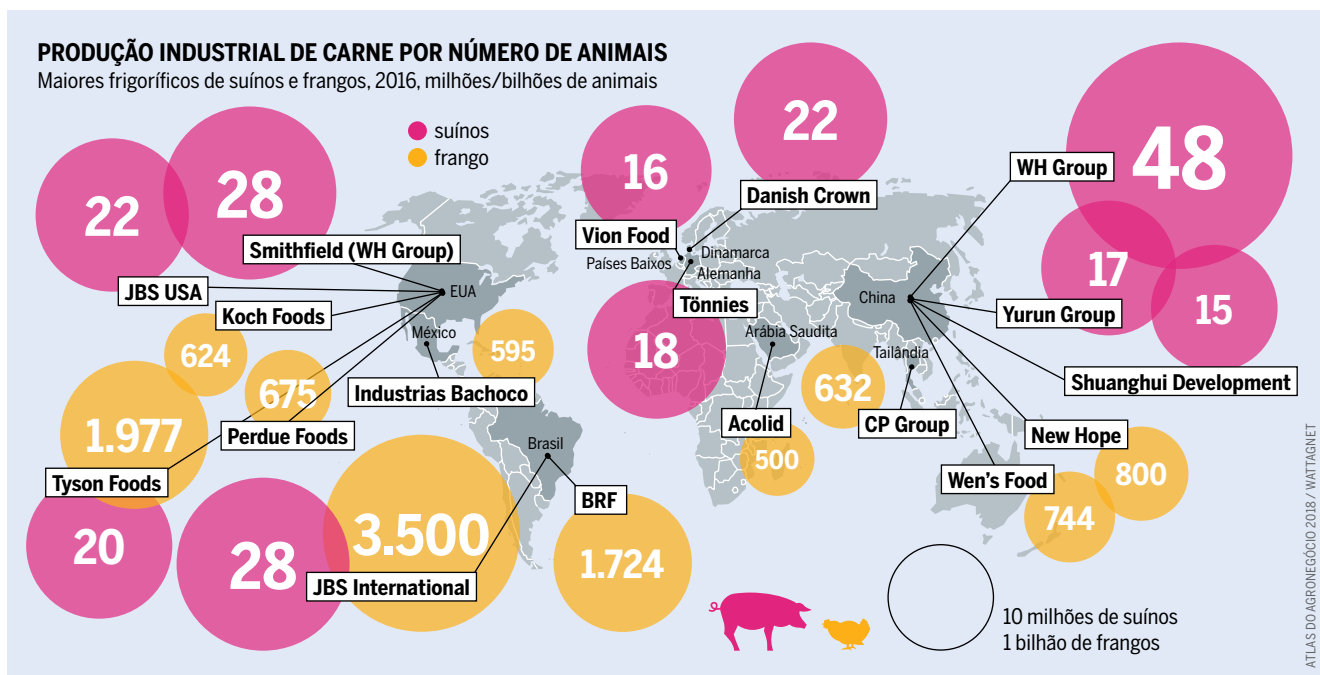 PRODUÇÃO INDUSTRIAL DE CARNE POR NÚMERO DE ANIMAIS
Maiores frigoríficos de suínos e frangos, 2016, milhões/bilhões de animais
suínos
frango
22
28
Smithfield (WH Group)
JBS USA
Koch Foods
EUA
México
624
675
595
1.977
Industrias Bachoco
Perdue Foods
Tyson Foods
20
28
3.500
JBS International
Brasil
BRF
1.724
16
22
Danish Crown
Vion Food
Dinamarca
Países Baixos
Alemanha
Tönnies
18
Arábia Saudita
Acolid
500
632
Tailândia
CP Group
China
WH Group
48
17
15
Yurun Group
Shuanghui Development
New Hope
Wen's Food
800
744
10 milhões de suínos
1 bilhão de frangos
ATLAS DO AGRONEGÓCIO 2018 / WATTAGNET